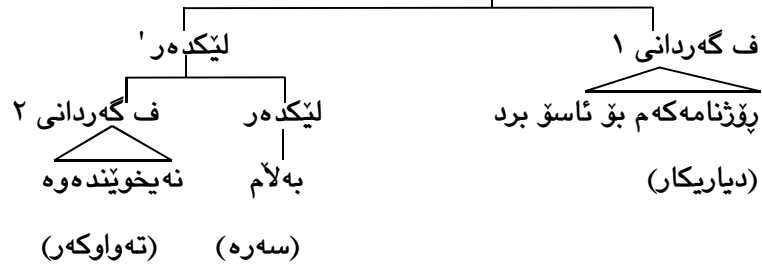 ف گەردانی ١ لێکدەر '
لێکدەر ف گەردانی ٢
ڕۆژنامەکەم بۆ ئاسۆ برد
بەڵام نەیخوێندەوە
(دیاریکار)
(سەرە) (تەواوکەر)